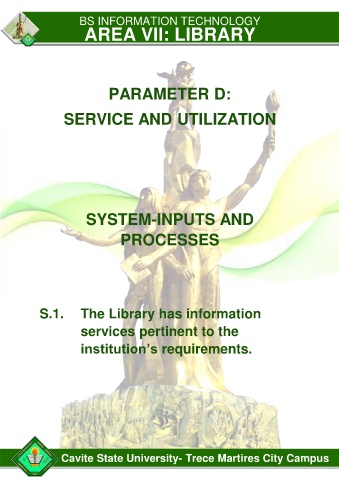 BS INFORMATION TECHNOLOGY
AREA VII: LIBRARY
PARAMETER D:
SERVICE AND UTILIZATION
SYSTEM-INPUTS AND
PROCESSES
S.1. The Library has information
services pertinent to the
institution's requirements.
Cavite State University- Trece Martires City Campus